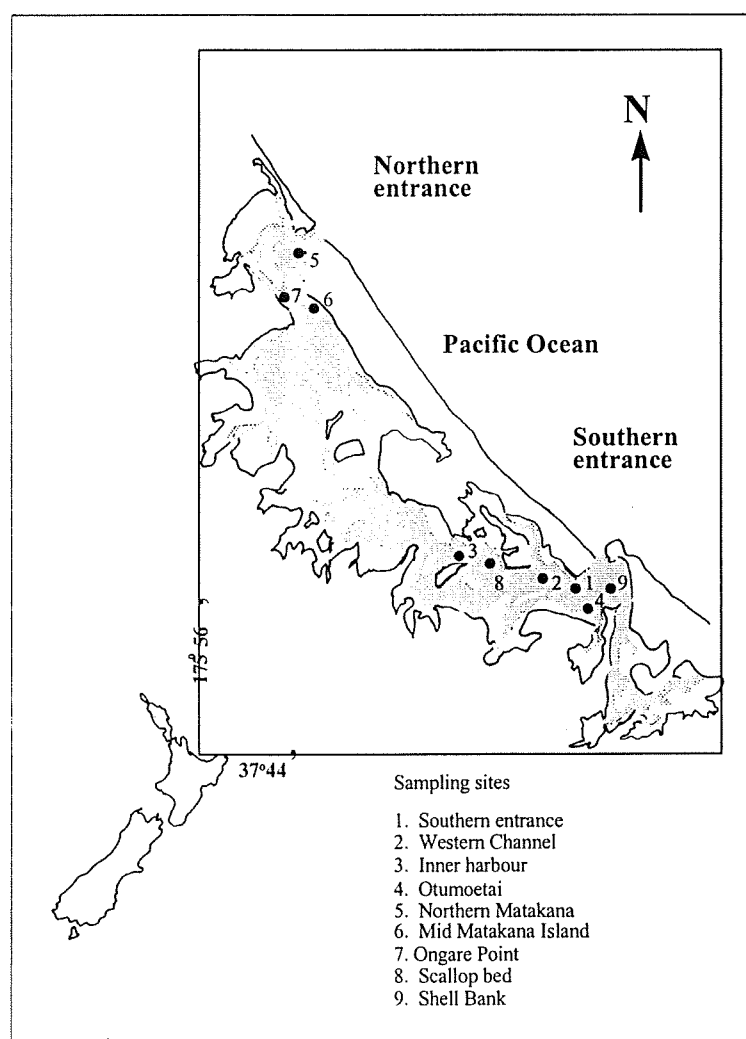 N
Northern
entrance
5
7
6
Pacific Ocean
Southern
entrance
3
8
2
1
9
4
175° 56'
37°44'
Sampling sites
1. Southern entrance
2. Western Channel
3. Inner harbour
4. Otumoetai
5. Northern Matakana
6. Mid Matakana Island
7. Ongare Point
8. Scallop bed
9. Shell Bank